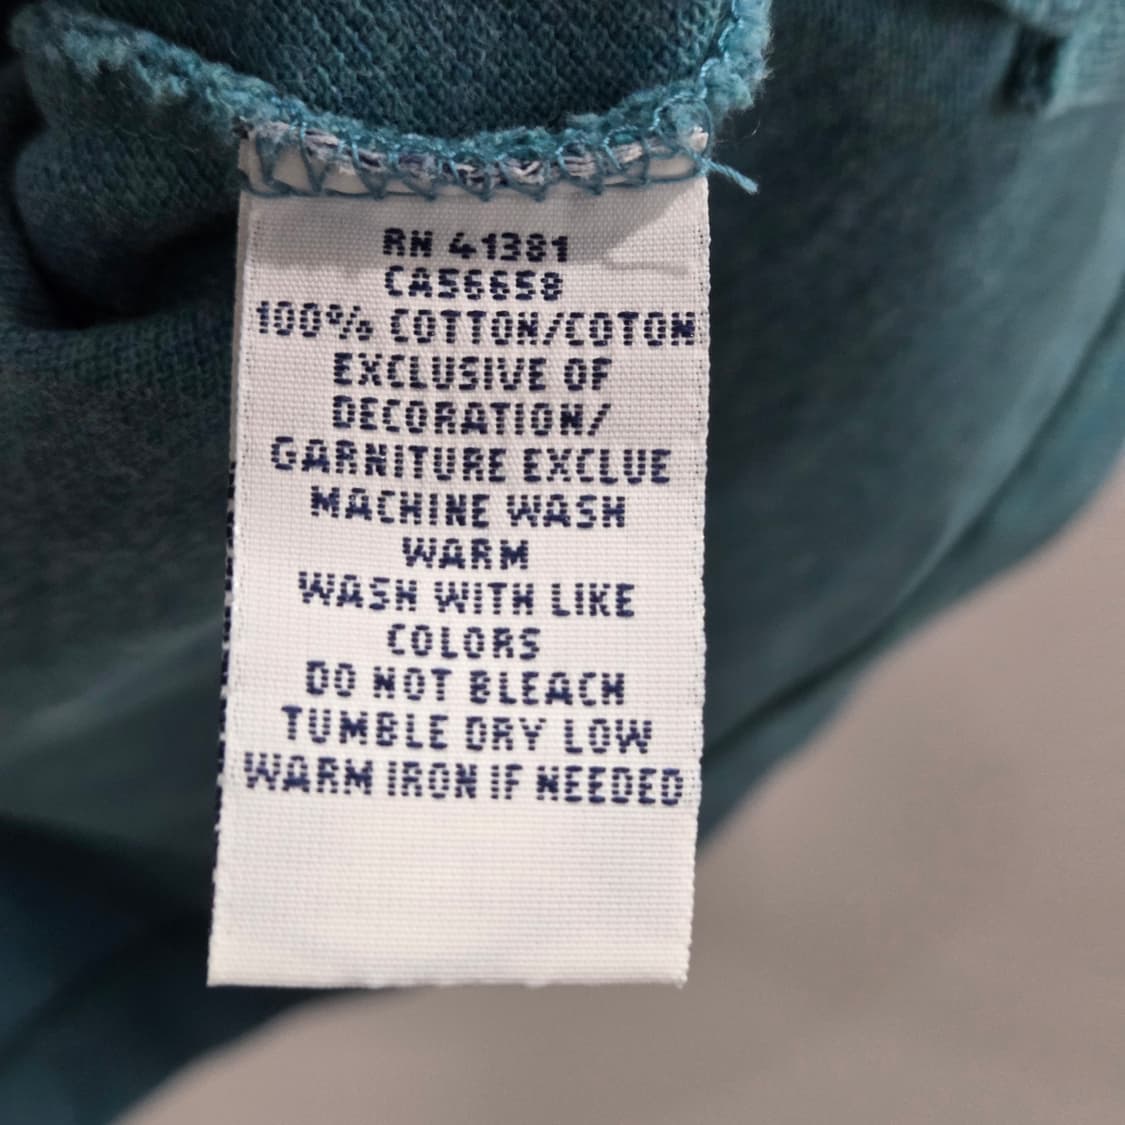 RN 41381
CA56658
100% COTTON/COTON
EXCLUSIVE OF
DECORATION/
GARNITURE EXCLUE
MACHINE WASH
WARM
WASH WITH LIKE
COLORS
DO NOT BLEACH
TUMBLE DRY LOW
WARM IRON IF NEEDED